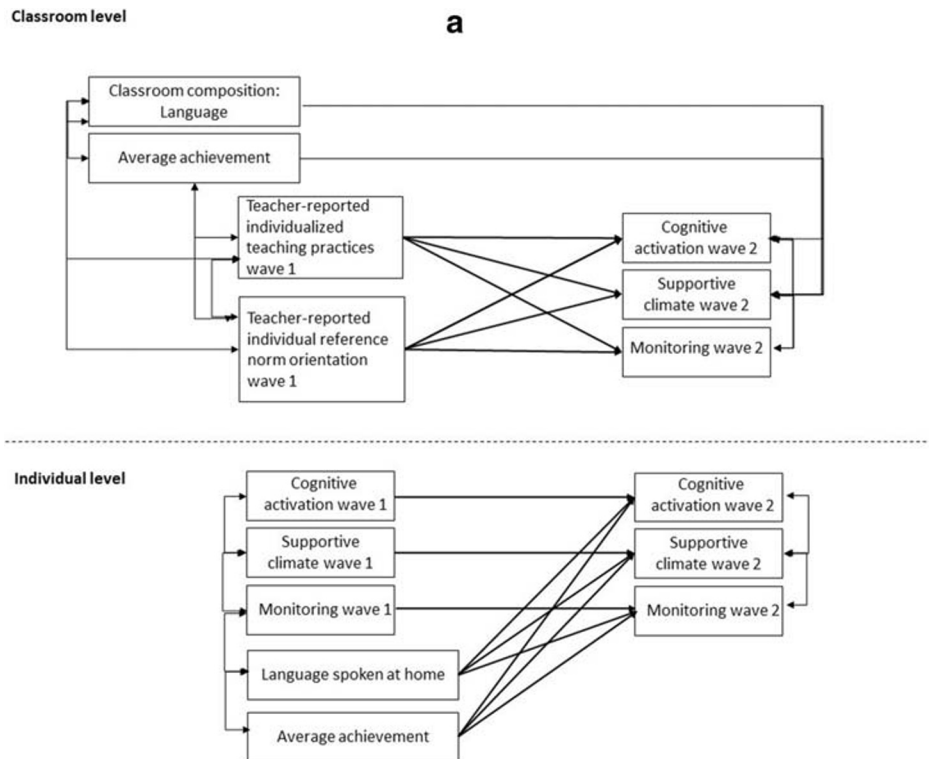 Classroom level
a
Classroom composition:
Language
Average achievement
Teacher-reported
individualized
teaching practices
wave 1
Teacher-reported
individual reference
norm orientation
wave 1
Cognitive
activation wave 2
Supportive
climate wave 2
Monitoring wave 2
Individual level
Cognitive
activation wave 1
Supportive
climate wave 1
Monitoring wave 1
Language spoken at home
Average achievement
Cognitive
activation wave 2
Supportive
climate wave 2
Monitoring wave 2